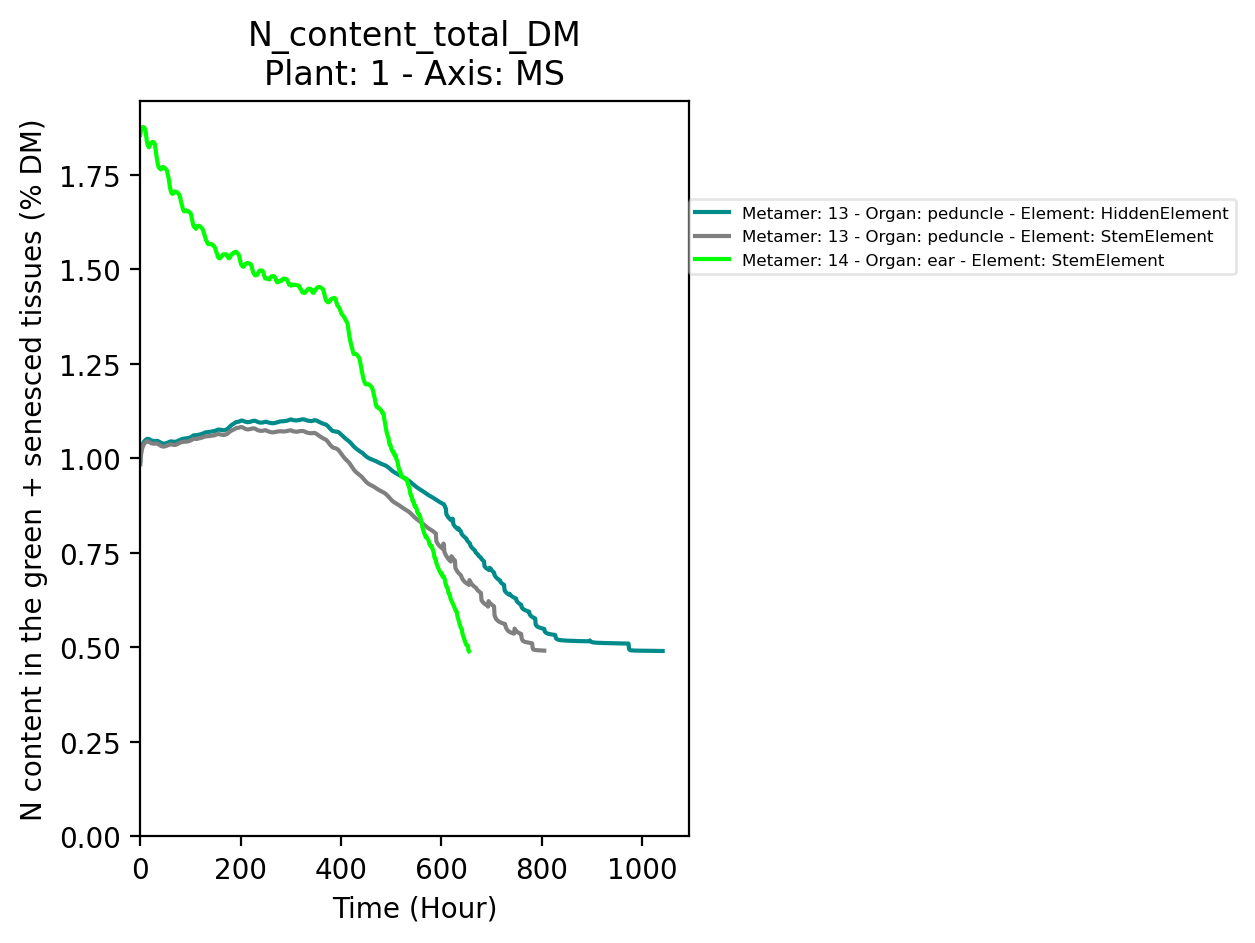 N_content_total_DM
Plant: 1 - Axis: MS
N content in the green + senesced tissues (% DM)
1.75
1.50
1.25
1.00
0.75
0.50
0.25
0.00
0 200 400 600 800 1000
Time (Hour)
Metamer: 13 - Organ: peduncle - Element: HiddenElement
Metamer: 13 - Organ: peduncle - Element: StemElement
Metamer: 14 - Organ: ear - Element: StemElement